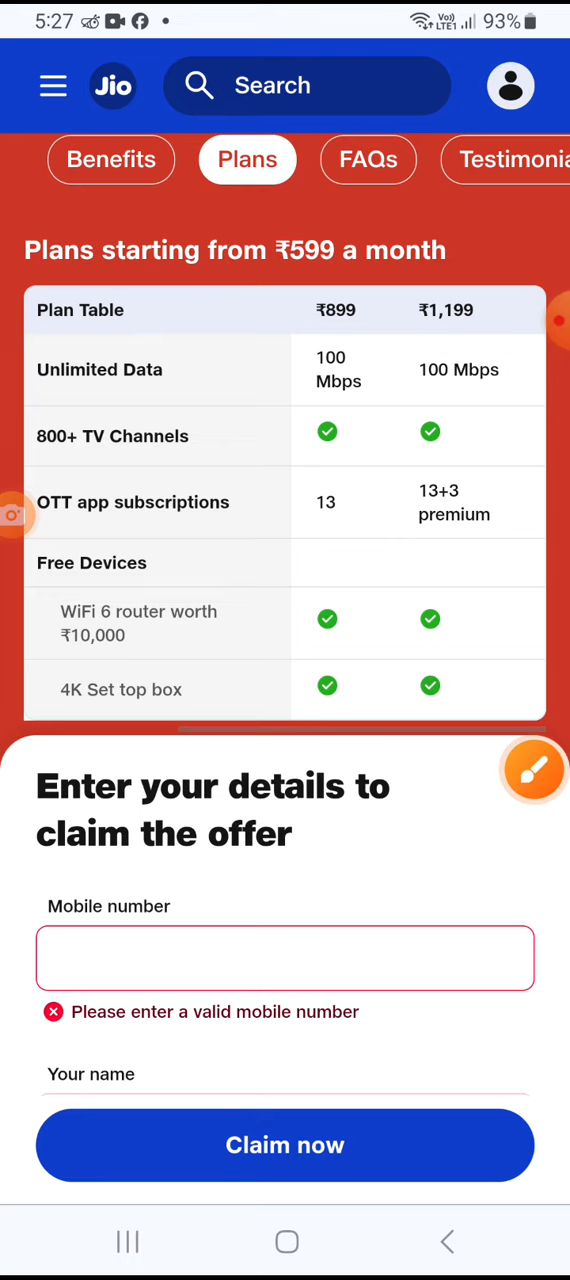 5:27 Vo) LTE1 93%
Jio Search
Benefits Plans FAQs Testimonia
Plans starting from ₹599 a month
Plan Table ₹899 ₹1,199
Unlimited Data 100 Mbps 100 Mbps
800+ TV Channels
OTT app subscriptions 13 13+3 premium
Free Devices
WiFi 6 router worth ₹10,000
4K Set top box
Enter your details to
claim the offer
Mobile number
Please enter a valid mobile number
Your name
Claim now